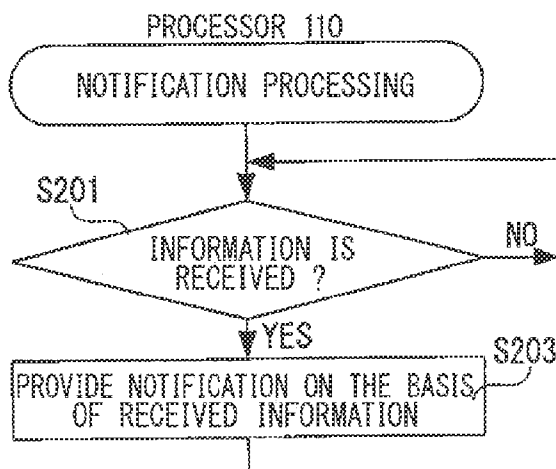 PROCESSOR 110
NOTIFICATION PROCESSING
S201
INFORMATION IS
RECEIVED ?
NO
YES
S203
PROVIDE NOTIFICATION ON THE BASIS
OF RECEIVED INFORMATION